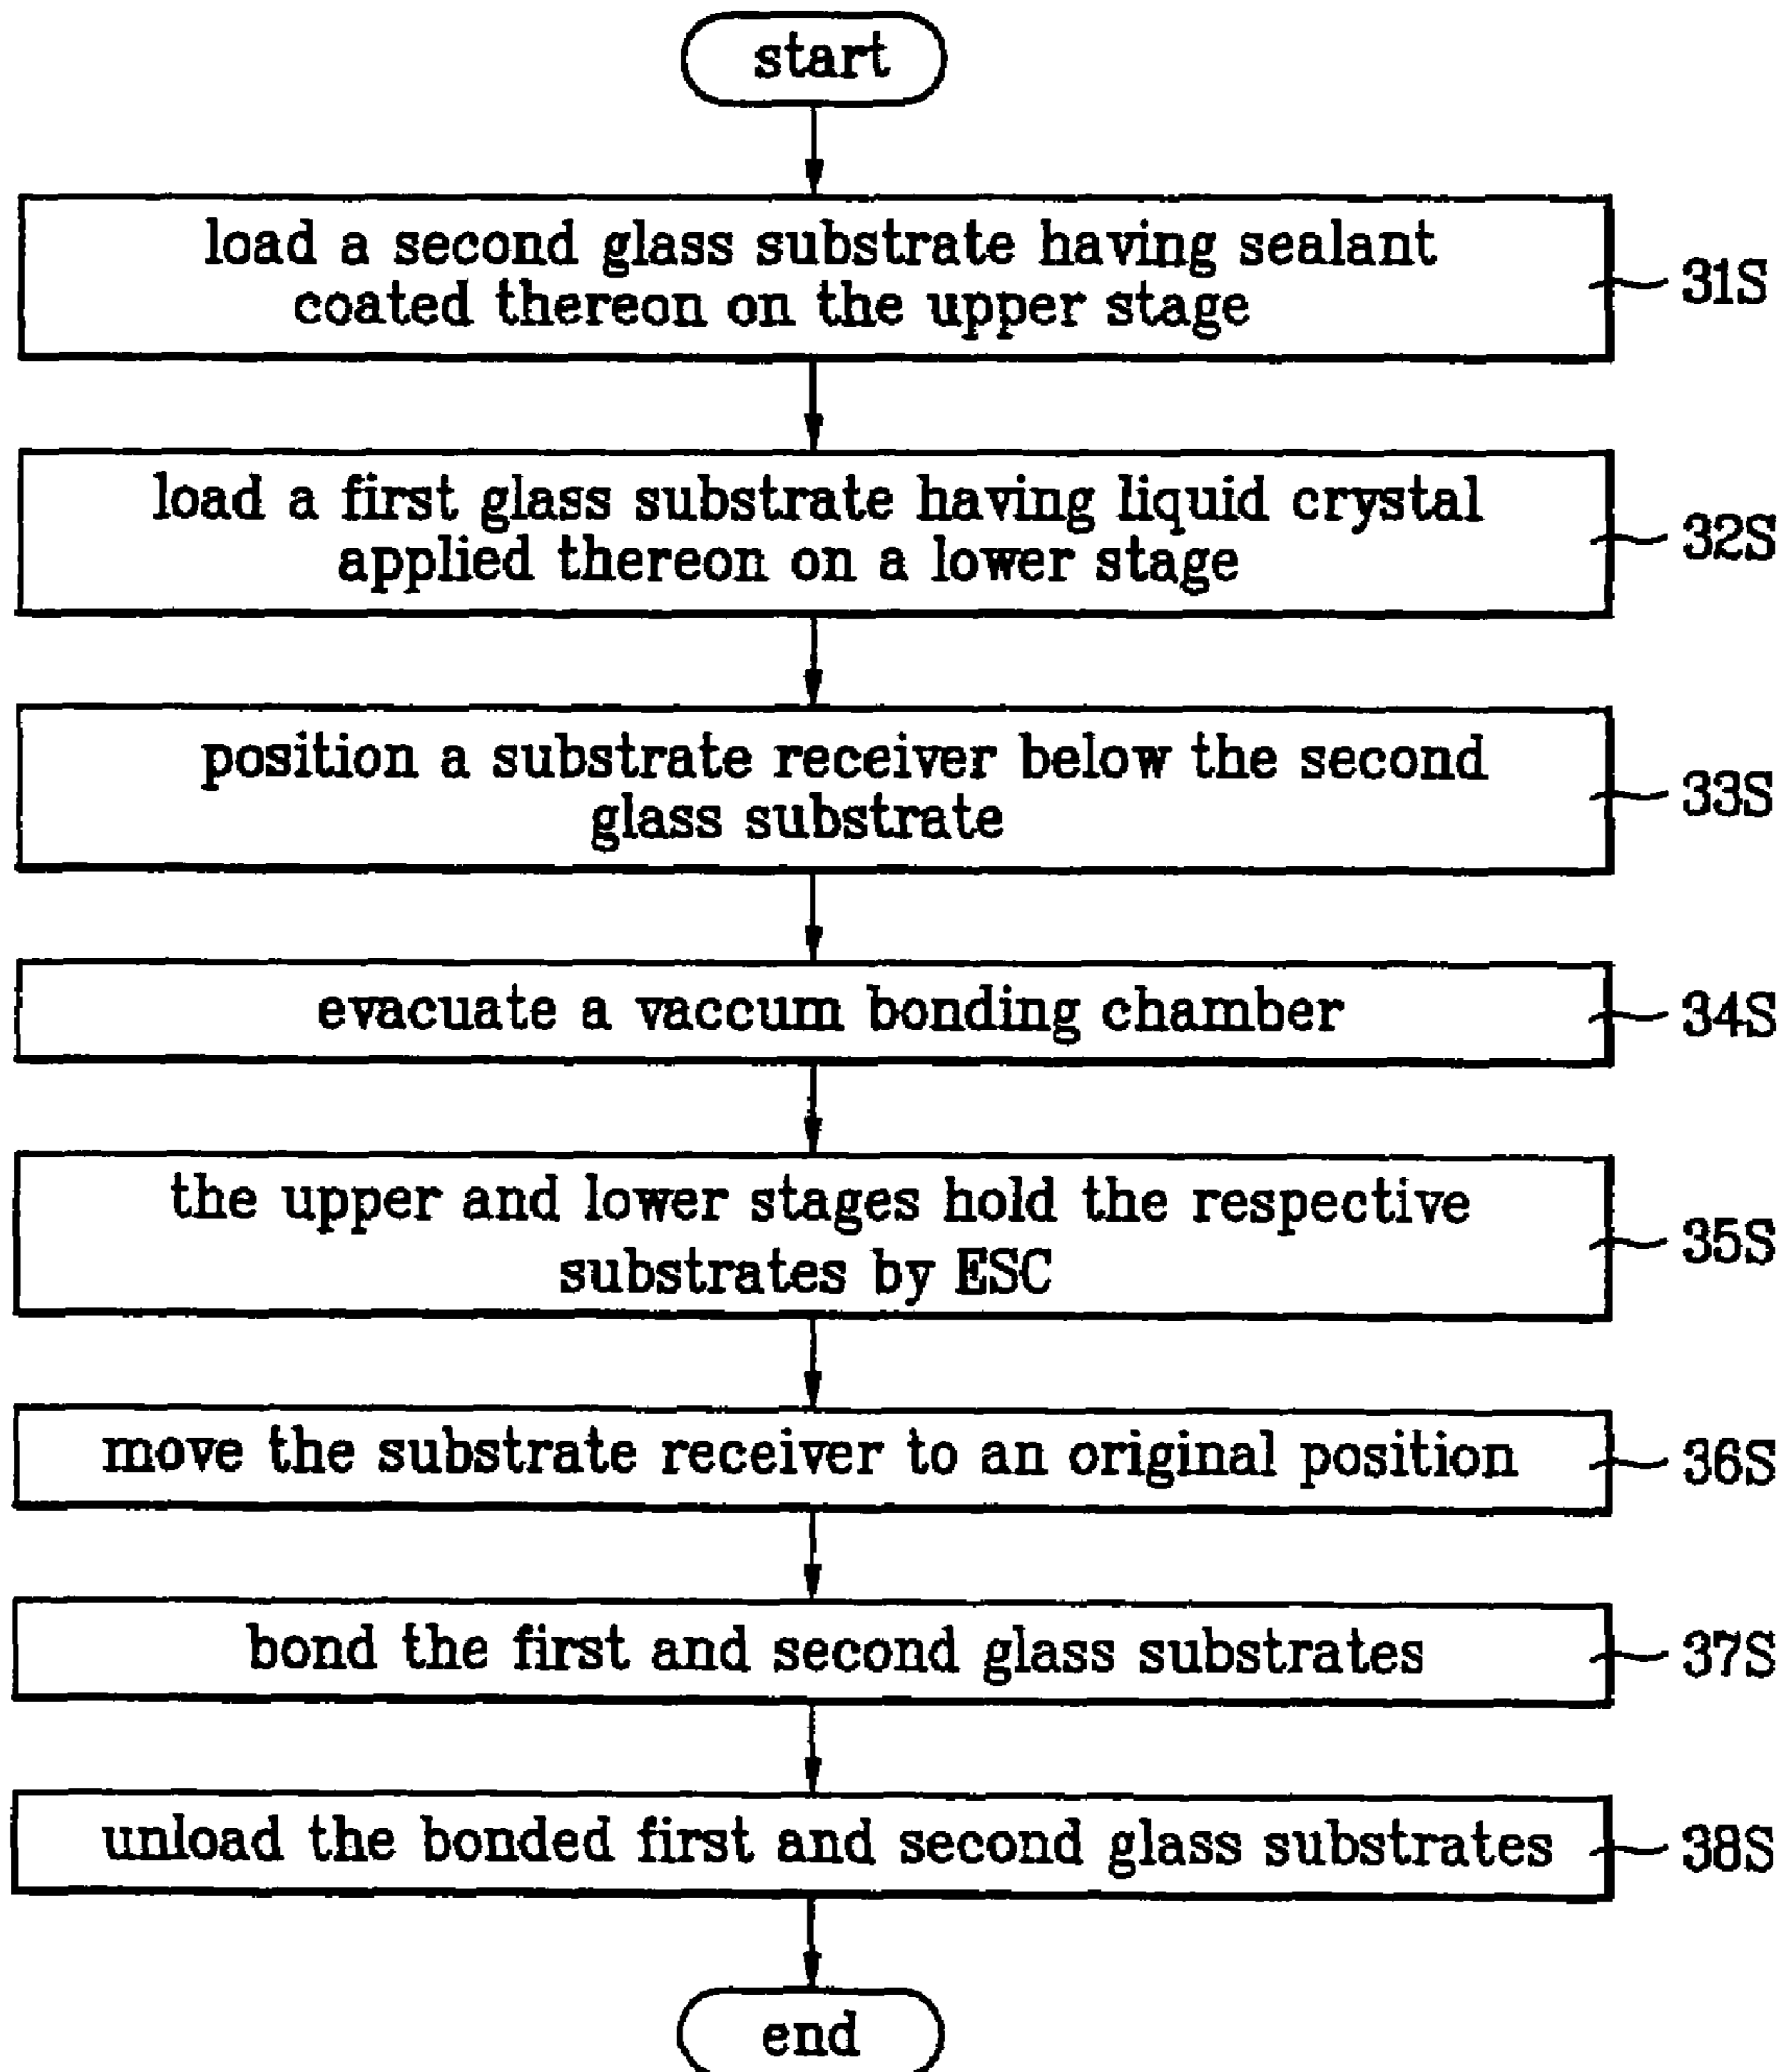 start
load a second glass substrate having sealant
coated thereon on the upper stage
31S
load a first glass substrate having liquid crystal
applied thereon on a lower stage
32S
position a substrate receiver below the second
glass substrate
33S
evacuate a vaccum bonding chamber
34S
the upper and lower stages hold the respective
substrates by ESC
35S
move the substrate receiver to an original position
36S
bond the first and second glass substrates
37S
unload the bonded first and second glass substrates
38S
end